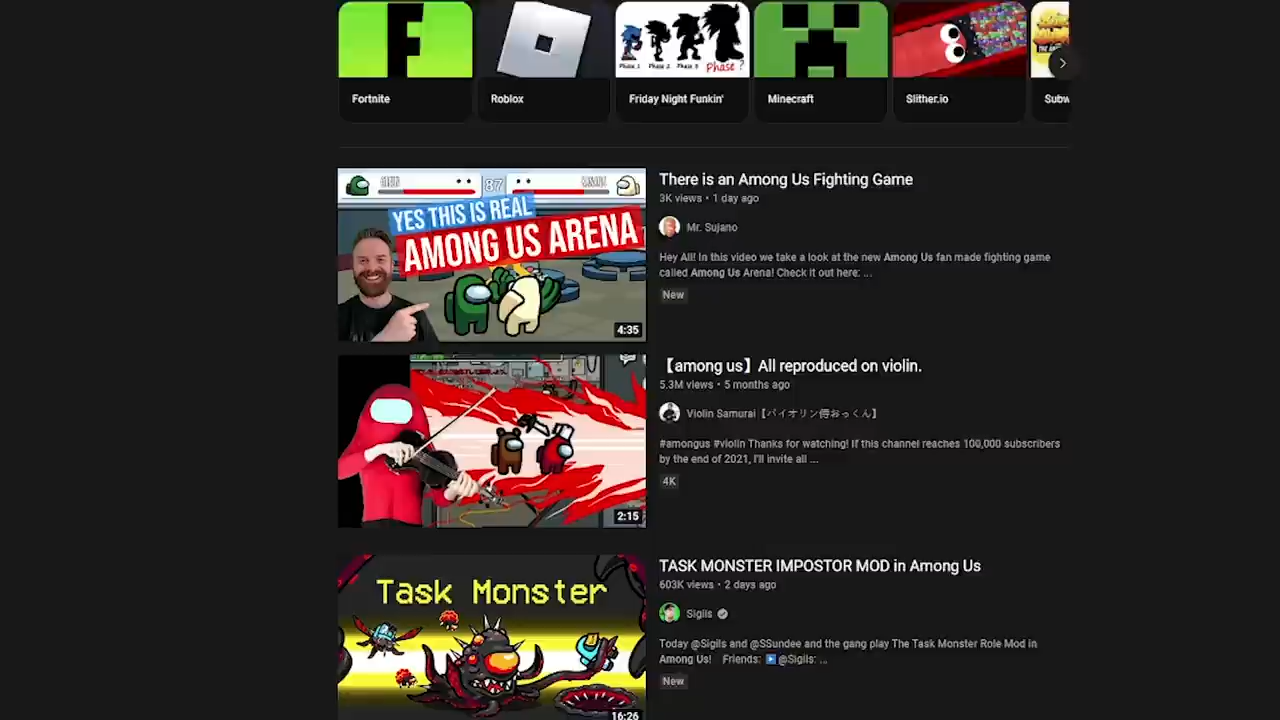 Phase 1 Phase 2 Phase 3 Phase ?
Fortnite Roblox Friday Night Funkin' Minecraft Slither.io Subw
87
YES THIS IS REAL
AMONG US ARENA
4:35
There is an Among Us Fighting Game
3K views • 1 day ago
Mr. Sujano
Hey All! In this video we take a look at the new Among Us fan made fighting game
called Among Us Arena! Check it out here: ...
New
2:15
【among us】All reproduced on violin.
5.3M views • 5 months ago
Violin Samurai【バイオリン侍おっくん】
#amongus #violin Thanks for watching! If this channel reaches 100,000 subscribers
by the end of 2021, I'll invite all ...
4K
Task Monster
16:26
TASK MONSTER IMPOSTOR MOD in Among Us
603K views • 2 days ago
Sigils
Today @Sigils and @SSundee and the gang play The Task Monster Role Mod in
Among Us! Friends: ▶@Sigils: ...
New